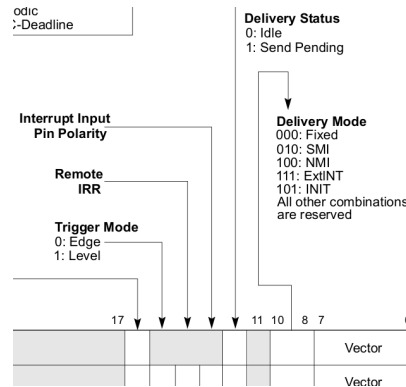 odic
C-Deadline
Delivery Status
0: Idle
1: Send Pending
Interrupt Input
Pin Polarity
Delivery Mode
000: Fixed
010: SMI
100: NMI
111: ExtINT
101: INIT
All other combinations
are reserved
Remote
IRR
Trigger Mode
0: Edge
1: Level
17 11 10 8 7
Vector
Vector